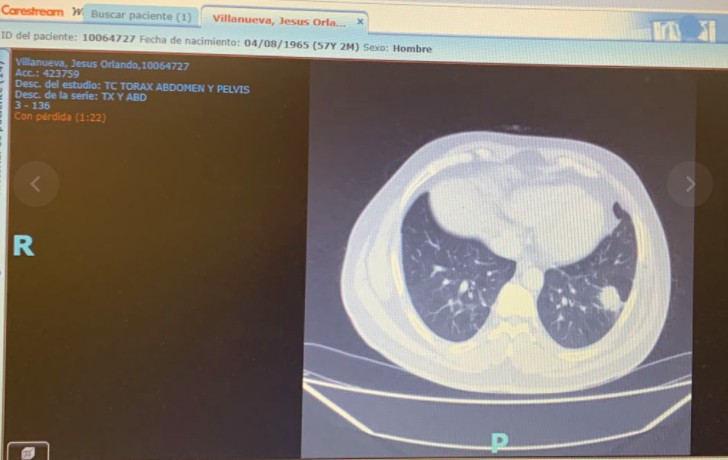 Carestream
Buscar paciente (1)
Villanueva, Jesus Orla... x
ID del paciente: 10064727 Fecha de nacimiento: 04/08/1965 (57Y 2M) Sexo: Hombre
Villanueva, Jesus Orlando,10064727
Acc.: 423759
Desc. del estudio: TC TORAX ABDOMEN Y PELVIS
Desc. de la serie: TX Y ABD
3 - 136
Con pérdida (1:22)
R
P